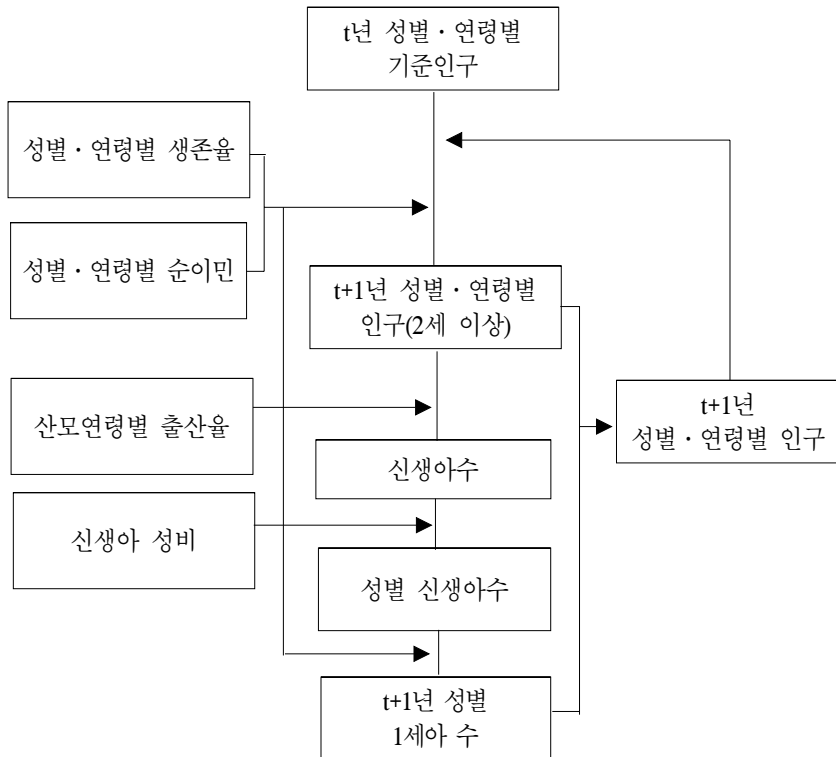 t년 성별·연령별
기준인구
성별·연령별 생존율
성별·연령별 순이민
t+1년 성별·연령별
인구(2세 이상)
산모연령별 출산율
t+1년
성별·연령별 인구
신생아수
신생아 성비
성별 신생아수
t+1년 성별
1세아 수